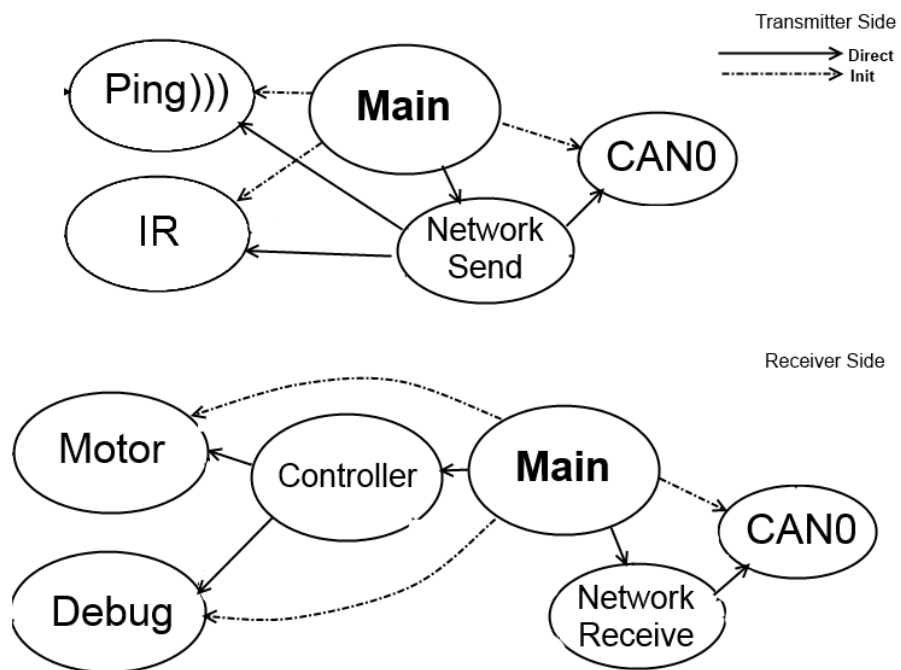 Transmitter Side
Direct
Init
Ping)))
Main
CAN0
IR
Network
Send
Receiver Side
Motor
Controller
Main
CAN0
Debug
Network
Receive